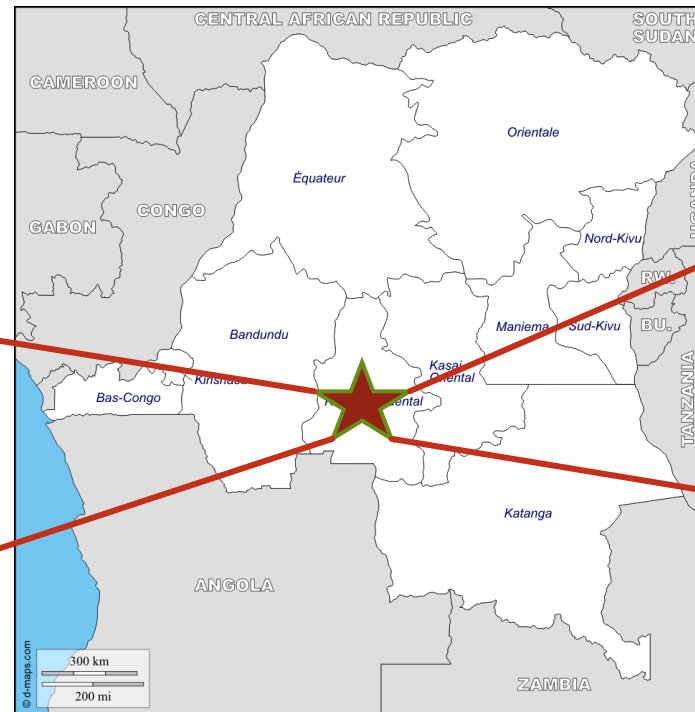 CENTRAL AFRICAN REPUBLIC
SOUTH
SUDAN
CAMEROON
Orientale
Équateur
CONGO
GABON
Nord-Kivu
RW.
BU.
Bandundu
Maniema
Sud-Kivu
Kasai
Oriental
Kinshasa
Bas-Congo
ental
TANZANIA
Katanga
ANGOLA
ZAMBIA
300 km
200 mi
© d-maps.com